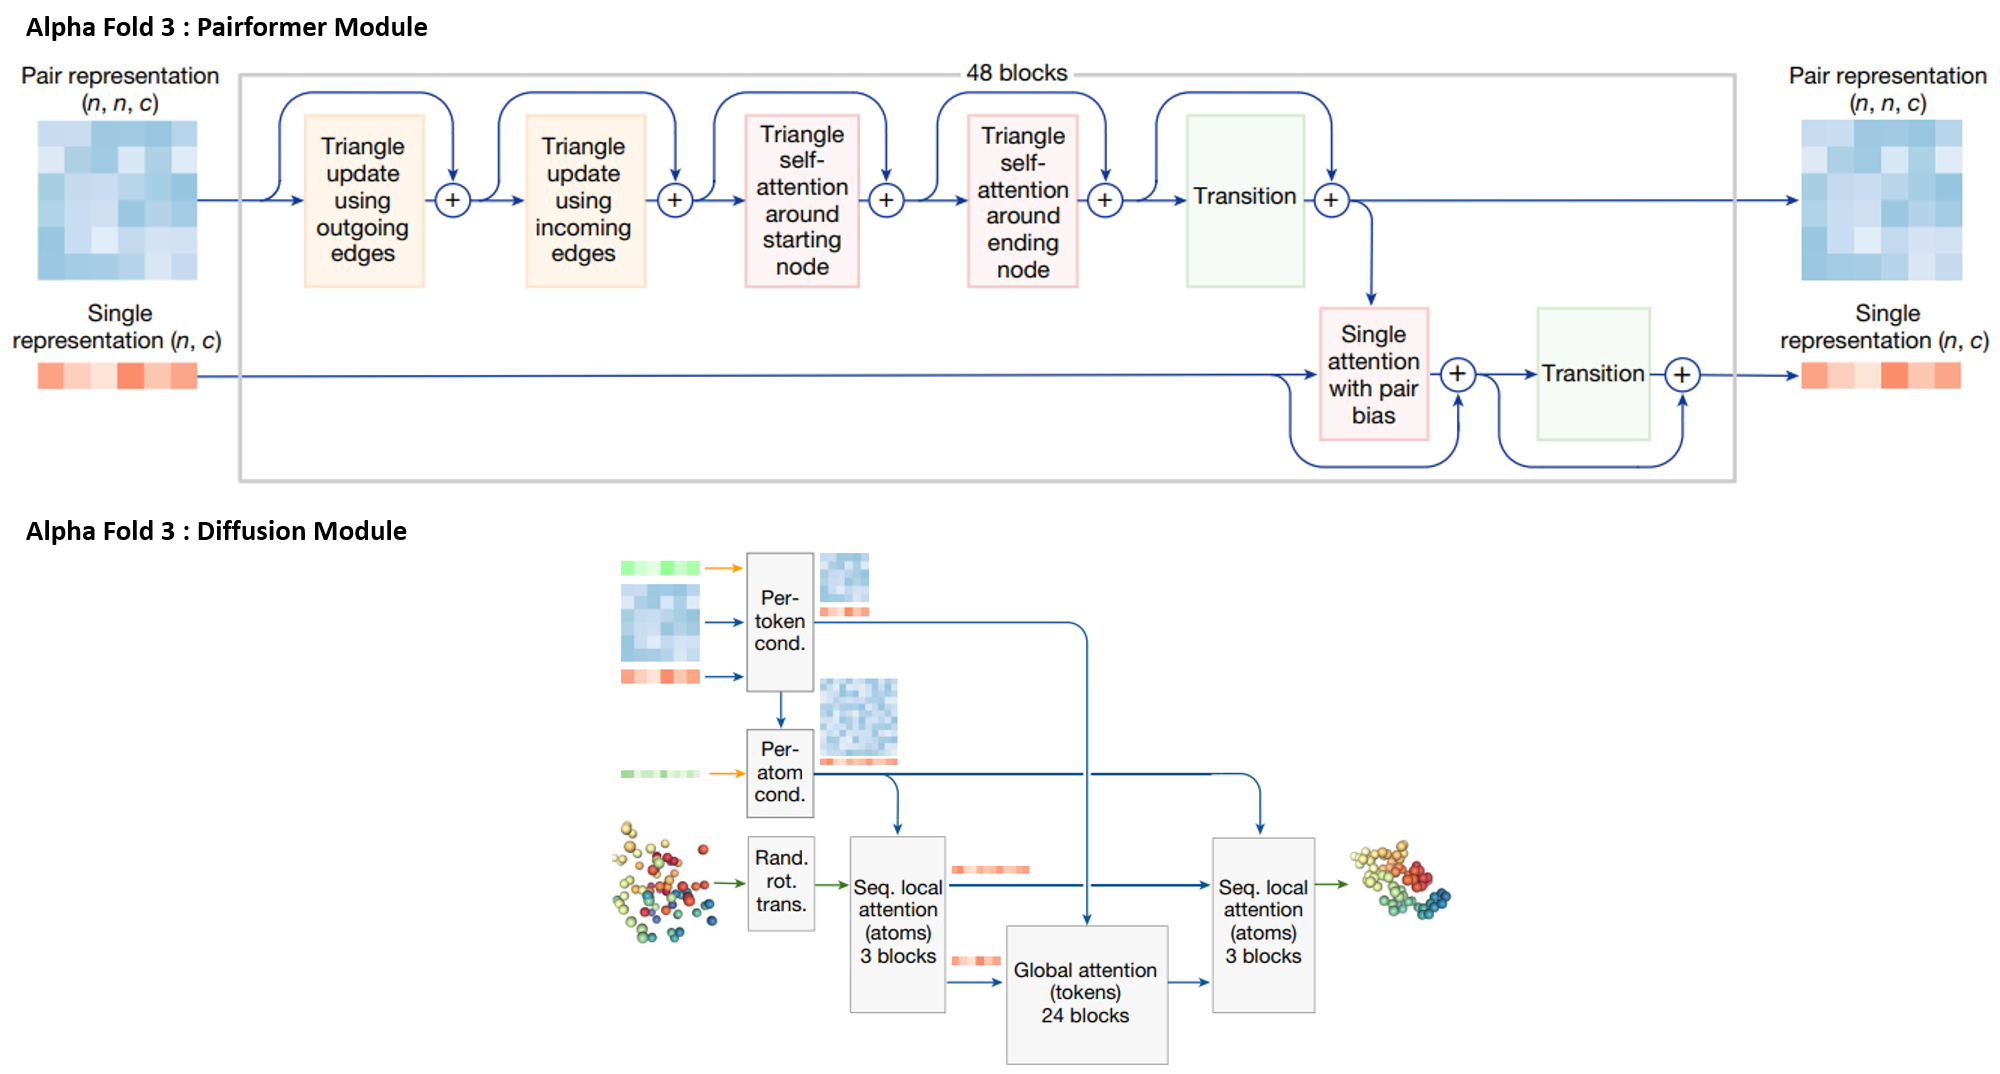 Alpha Fold 3 : Pairformer Module
Pair representation
(n, n, c)
48 blocks
Pair representation
(n, n, c)
Triangle
update
using
outgoing
edges
+
Triangle
update
using
incoming
edges
+
Triangle
self-
attention
around
starting
node
+
Triangle
self-
attention
around
ending
node
+
Transition
+
Single
representation (n, c)
Single
attention
with pair
bias
+
Transition
+
Single
representation (n, c)
Alpha Fold 3 : Diffusion Module
Per-
token
cond.
Per-
atom
cond.
Rand.
rot.
trans.
Seq. local
attention
(atoms)
3 blocks
Global attention
(tokens)
24 blocks
Seq. local
attention
(atoms)
3 blocks